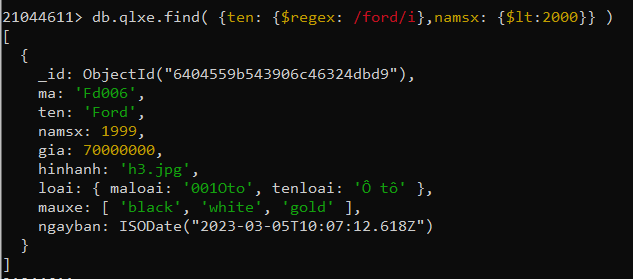 21044611> db.qlxe.find( {ten: {$regex: /ford/i},namsx: {$lt:2000}} )
[
  {
    _id: ObjectId("6404559b543906c46324dbd9"),
    ma: 'Fd006',
    ten: 'Ford',
    namsx: 1999,
    gia: 70000000,
    hinhanh: 'h3.jpg',
    loai: { maloai: '001Oto', tenloai: 'Ô tô' },
    mauxe: [ 'black', 'white', 'gold' ],
    ngayban: ISODate("2023-03-05T10:07:12.618Z")
  }
]